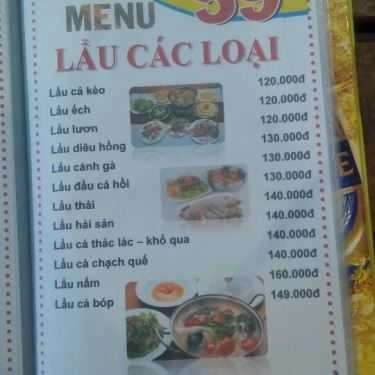 MENU 59
LẨU CÁC LOẠI
Lẩu cá kèo 120.000đ
Lẩu ếch 120.000đ
Lẩu lươn 120.000đ
Lẩu diêu hồng 130.000đ
Lẩu cánh gà 130.000đ
Lẩu đầu cá hồi 130.000đ
Lẩu thái 140.000đ
Lẩu hải sản 140.000đ
Lẩu cá thác lác – khổ qua 140.000đ
Lẩu cá chạch quế 140.000đ
Lẩu nấm 160.000đ
Lẩu cá bóp 149.000đ